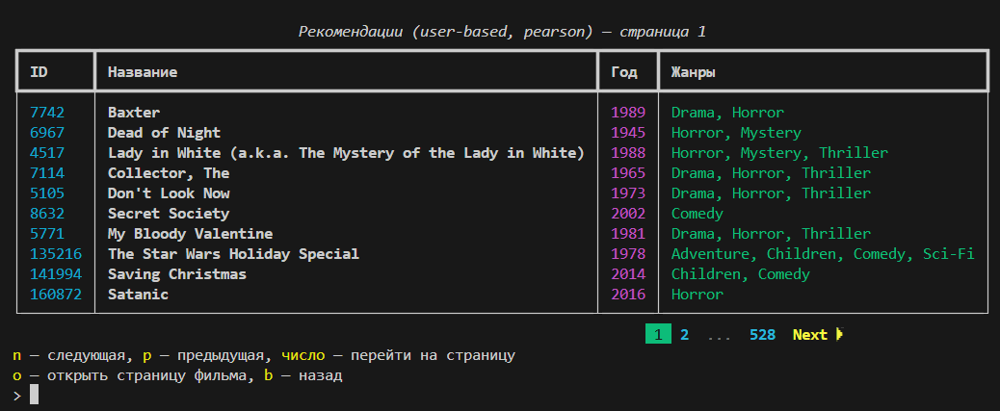 Рекомендации (user-based, pearson) — страница 1
ID Название Год Жанры
7742 Baxter 1989 Drama, Horror
6967 Dead of Night 1945 Horror, Mystery
4517 Lady in White (a.k.a. The Mystery of the Lady in White) 1988 Horror, Mystery, Thriller
7114 Collector, The 1965 Drama, Horror, Thriller
5105 Don't Look Now 1973 Drama, Horror, Thriller
8632 Secret Society 2002 Comedy
5771 My Bloody Valentine 1981 Drama, Horror, Thriller
135216 The Star Wars Holiday Special 1978 Adventure, Children, Comedy, Sci-Fi
141994 Saving Christmas 2014 Children, Comedy
160872 Satanic 2016 Horror
1 2 ... 528 Next
n — следующая, p — предыдущая, число — перейти на страницу
o — открыть страницу фильма, b — назад
>